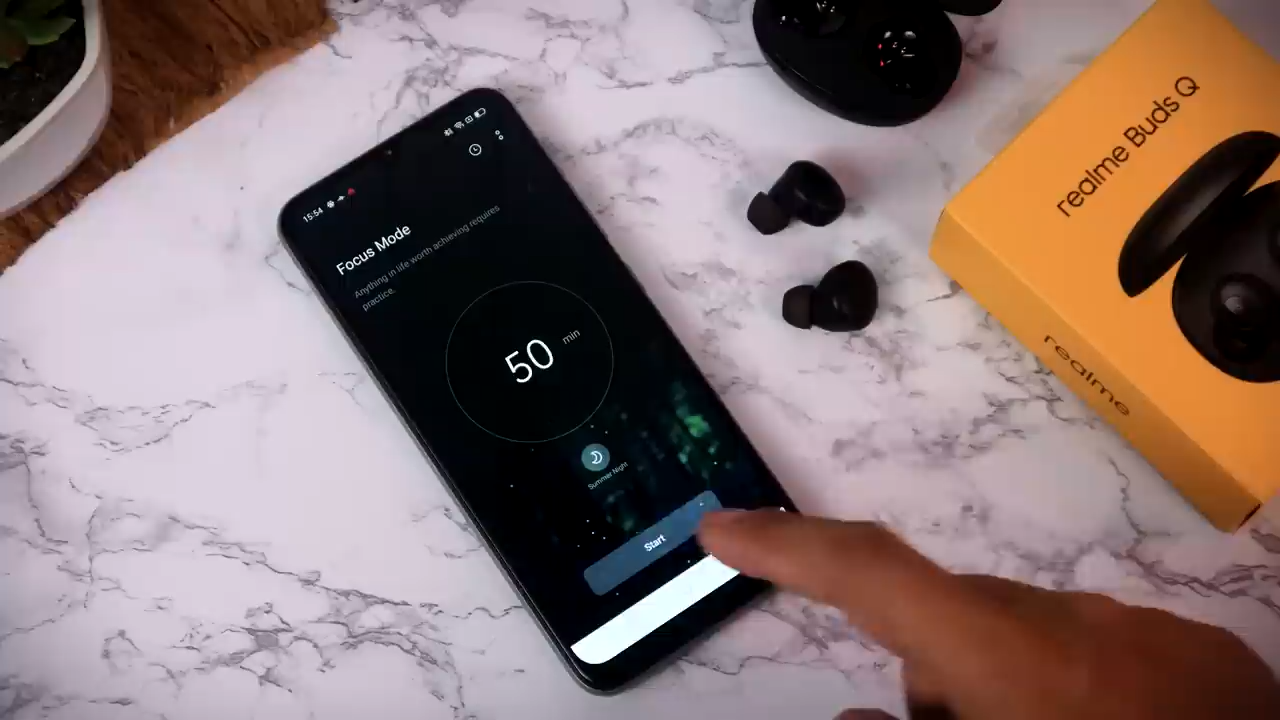 15:54
Focus Mode
Anything in life worth achieving requires
practice.
50 min
Summer Night
Start
realme Buds Q
realme